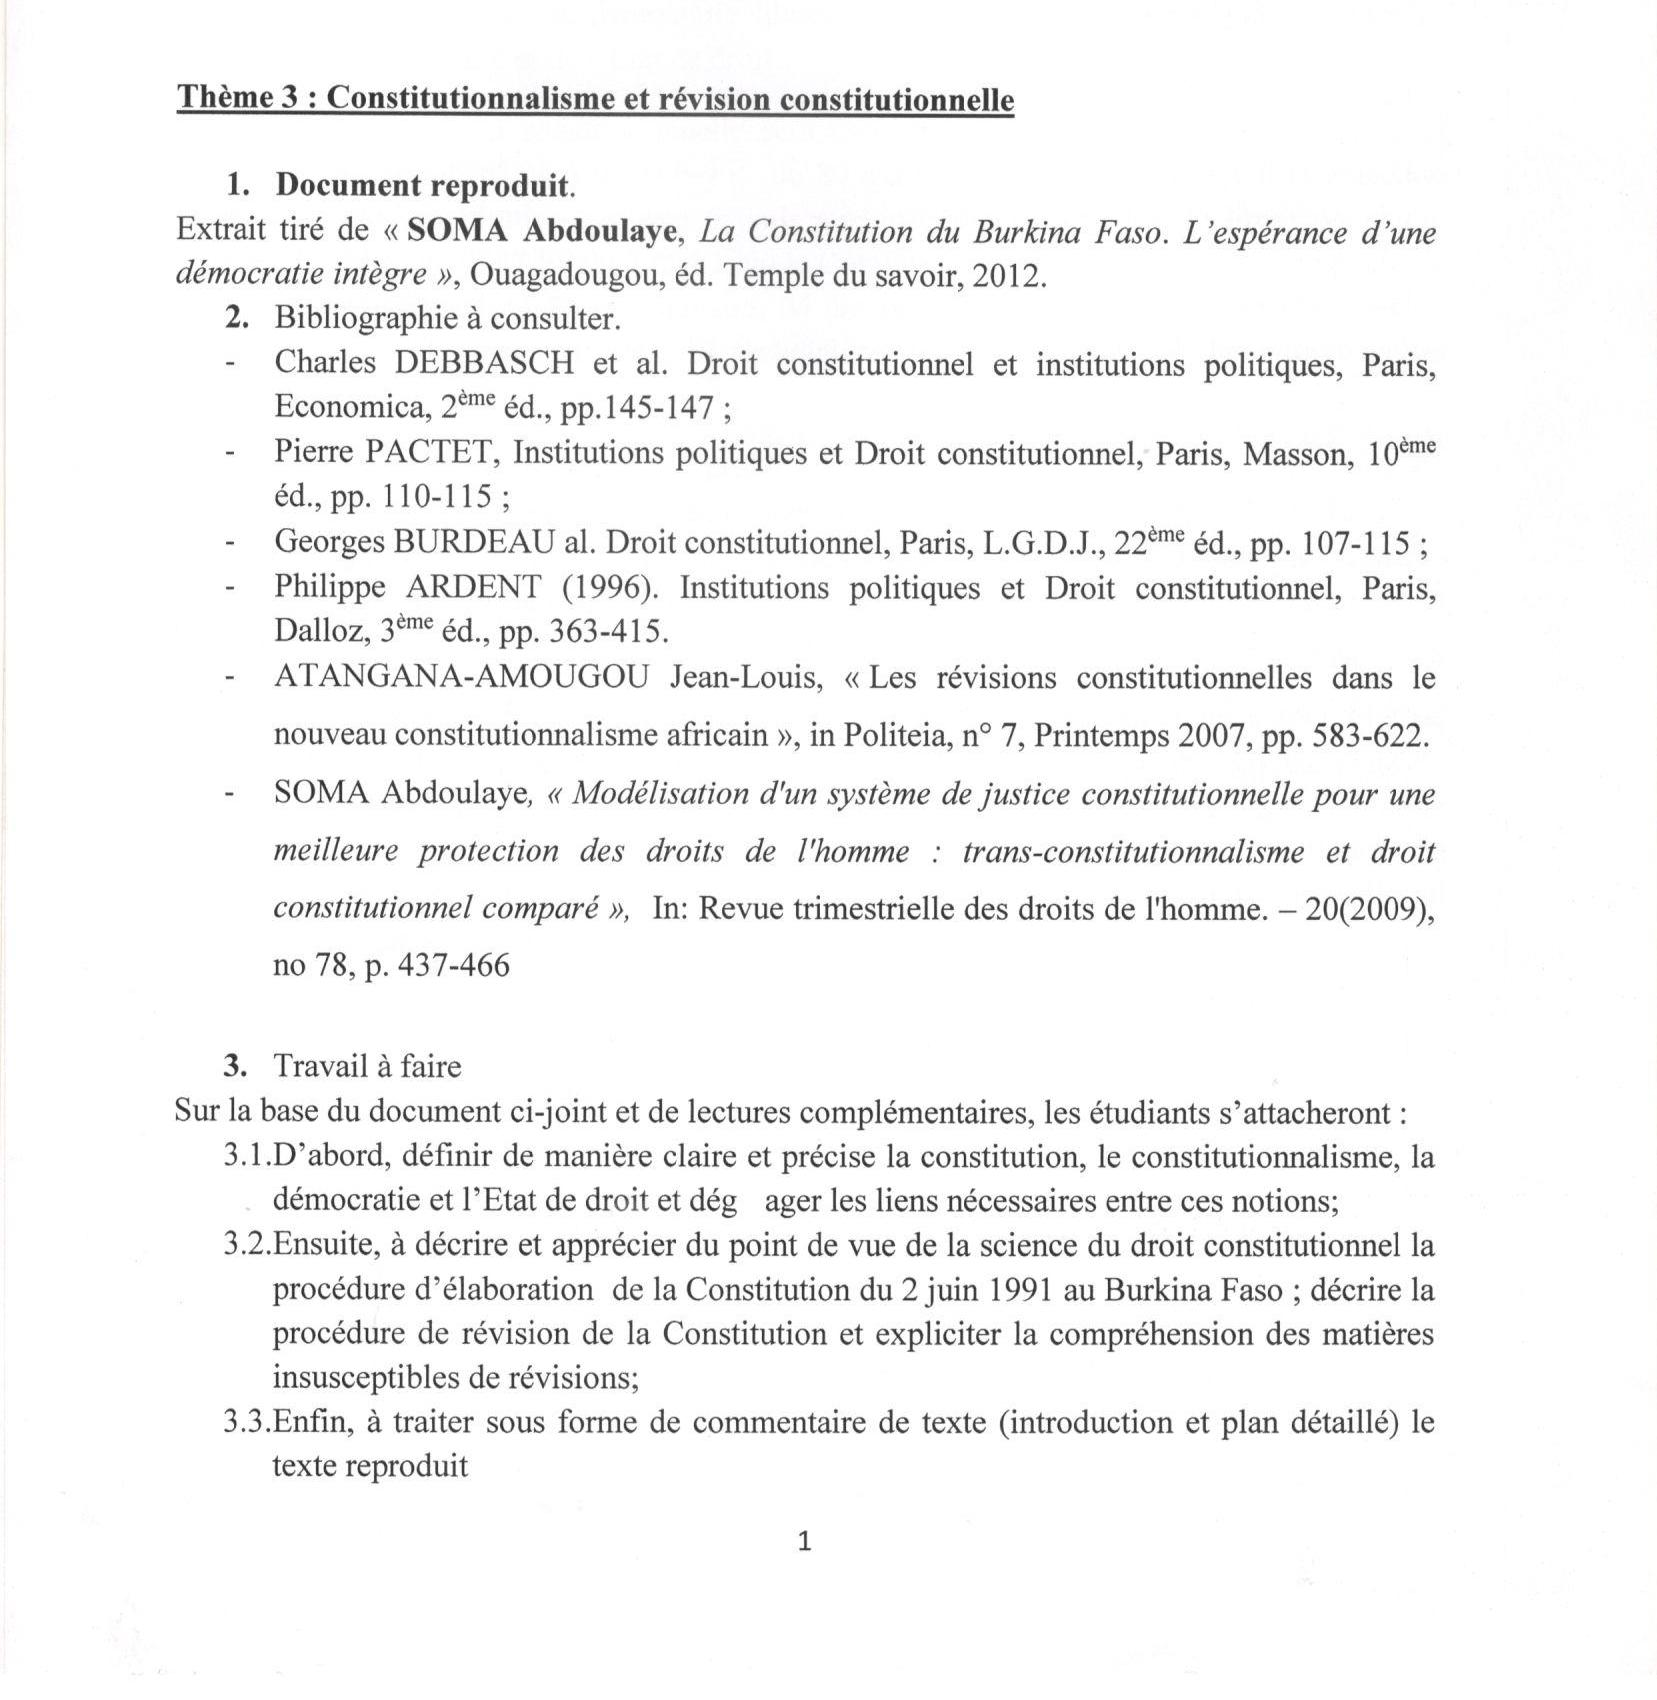 Thème 3 : Constitutionnalisme et révision constitutionnelle
1. Document reproduit.
Extrait tiré de « SOMA Abdoulaye, La Constitution du Burkina Faso. L'espérance d'une
démocratie intègre », Ouagadougou, éd. Temple du savoir, 2012.
2. Bibliographie à consulter.
- Charles DEBBASCH et al. Droit constitutionnel et institutions politiques, Paris,
Economica, 2ème éd., pp.145-147 ;
- Pierre PACTET, Institutions politiques et Droit constitutionnel, Paris, Masson, 10ème
éd., pp. 110-115 ;
- Georges BURDEAU al. Droit constitutionnel, Paris, L.G.D.J., 22ème éd., pp. 107-115 ;
- Philippe ARDENT (1996). Institutions politiques et Droit constitutionnel, Paris,
Dalloz, 3ème éd., pp. 363-415.
- ATANGANA-AMOUGOU Jean-Louis, « Les révisions constitutionnelles dans le
nouveau constitutionnalisme africain », in Politeia, n° 7, Printemps 2007, pp. 583-622.
- SOMA Abdoulaye, « Modélisation d'un système de justice constitutionnelle pour une
meilleure protection des droits de l'homme : trans-constitutionnalisme et droit
constitutionnel comparé », In: Revue trimestrielle des droits de l'homme. – 20(2009),
no 78, p. 437-466
3. Travail à faire
Sur la base du document ci-joint et de lectures complémentaires, les étudiants s'attacheront :
3.1.D'abord, définir de manière claire et précise la constitution, le constitutionnalisme, la
démocratie et l'Etat de droit et dég ager les liens nécessaires entre ces notions;
3.2.Ensuite, à décrire et apprécier du point de vue de la science du droit constitutionnel la
procédure d'élaboration de la Constitution du 2 juin 1991 au Burkina Faso ; décrire la
procédure de révision de la Constitution et expliciter la compréhension des matières
insusceptibles de révisions;
3.3.Enfin, à traiter sous forme de commentaire de texte (introduction et plan détaillé) le
texte reproduit
1